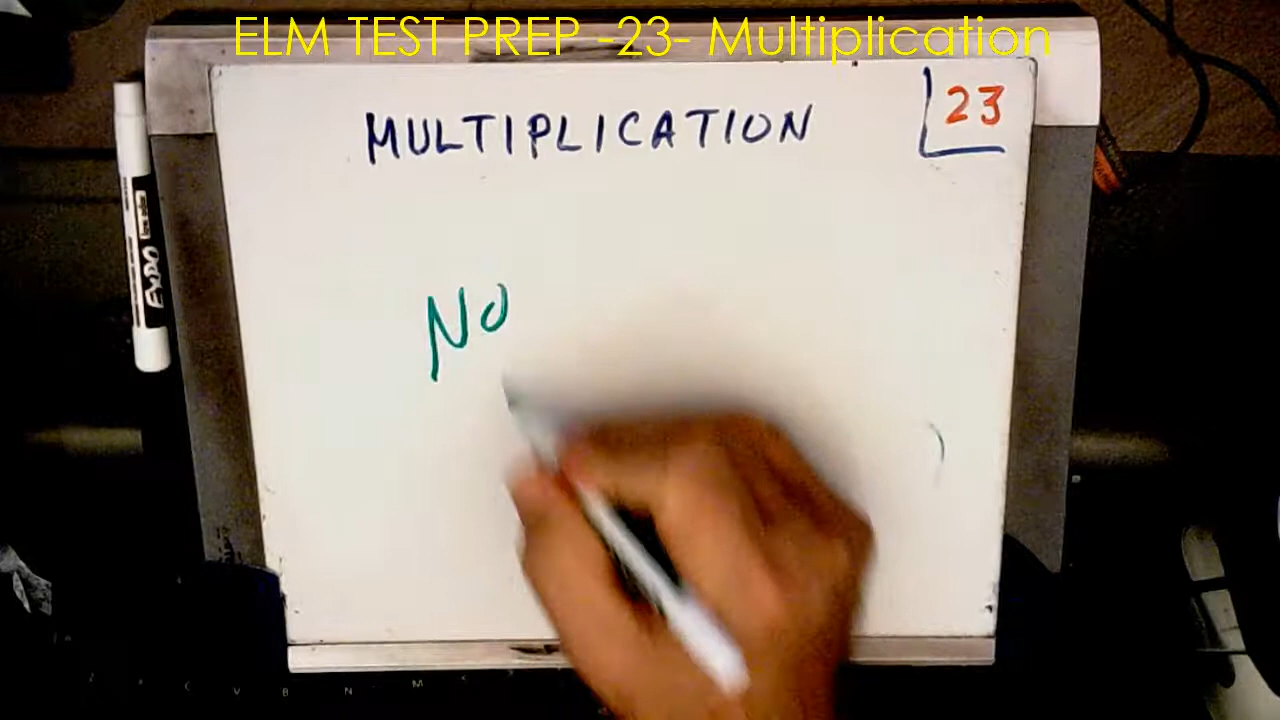 ELM TEST PREP -23- Multiplication
MULTIPLICATION
23
NO
EXPO
C V B N M < >